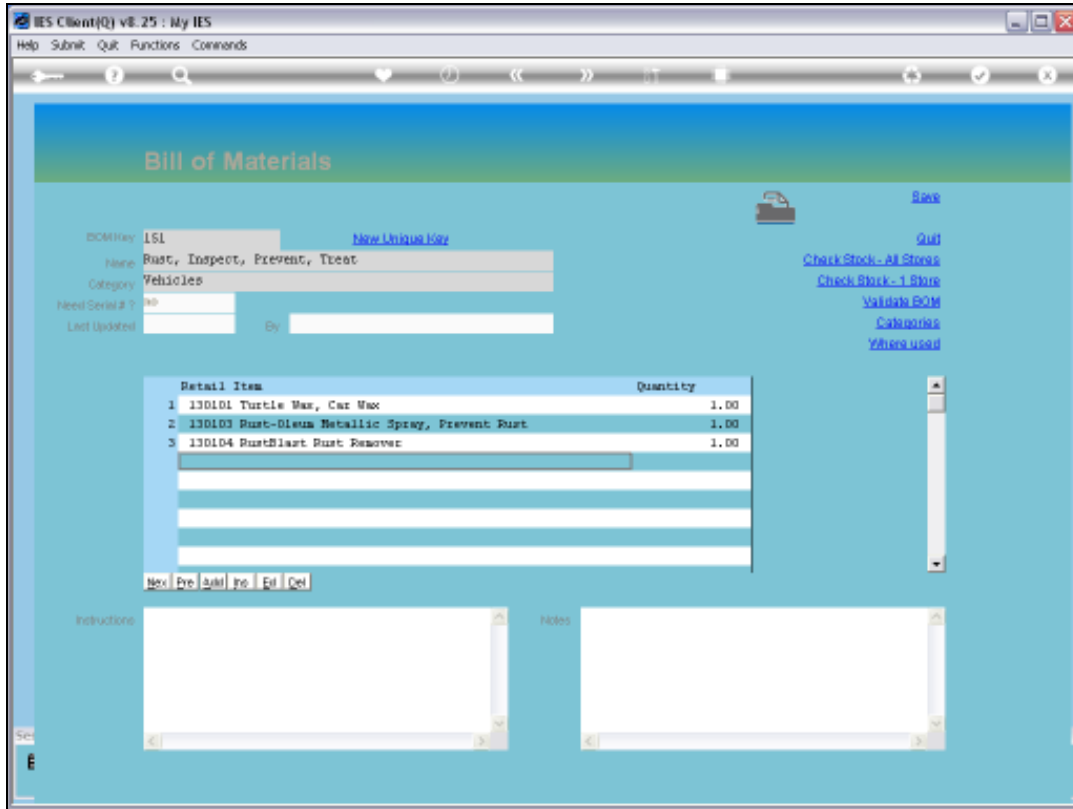 IES Client(Q) v8.25 : My IES
Help Submit Quit Functions Commands
Bill of Materials
Save
BOM Key 151 New Unique Key Quit
Name Rust, Inspect, Prevent, Treat Check Stock - All Stores
Category Vehicles Check Stock - 1 Store
Need Serial # ? no Validate BOM
Last Updated By Categories
Where used
Retail Item Quantity
1 130101 Turtle Wax, Car Wax 1.00
2 130103 Rust-Oleum Metallic Spray, Prevent Rust 1.00
3 130104 RustBlast Rust Remover 1.00
Nex Pre Add Ins Ed Del
Instructions Notes